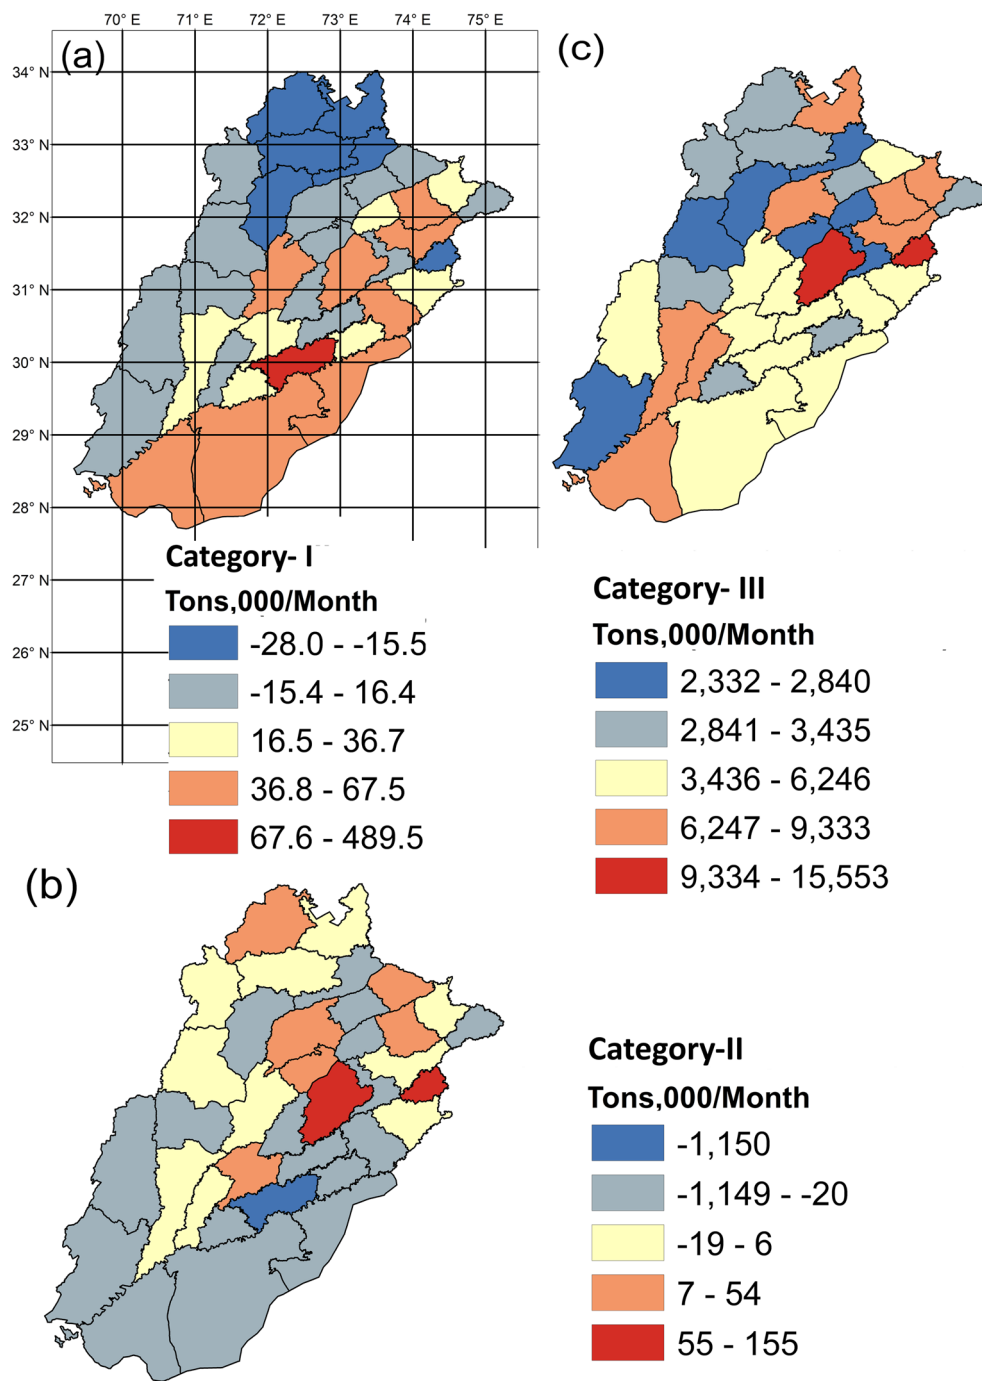 70° E 71° E 72° E 73° E 74° E 75° E
(a)
(c)
34° N
33° N
32° N
31° N
30° N
29° N
28° N
27° N
26° N
25° N
Category- I
Tons,000/Month
-28.0 - -15.5
-15.4 - 16.4
16.5 - 36.7
36.8 - 67.5
67.6 - 489.5
Category- III
Tons,000/Month
2,332 - 2,840
2,841 - 3,435
3,436 - 6,246
6,247 - 9,333
9,334 - 15,553
(b)
Category-II
Tons,000/Month
-1,150
-1,149 - -20
-19 - 6
7 - 54
55 - 155